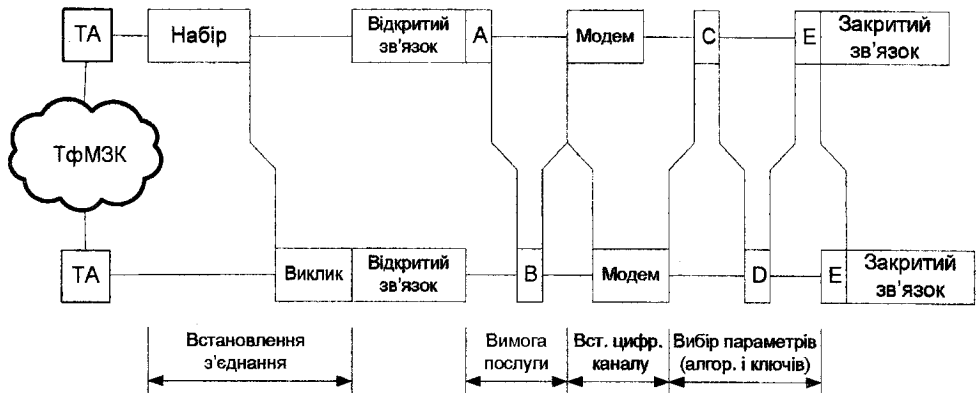 ТА
Набір
Відкритий
зв'язок
A
Модем
C
E
Закритий
зв'язок
ТфМЗК
ТА
Виклик
Відкритий
зв'язок
B
Модем
D
E
Закритий
зв'язок
Встановлення
з'єднання
Вимога
послуги
Вст. цифр.
каналу
Вибір параметрів
(алгор. і ключів)